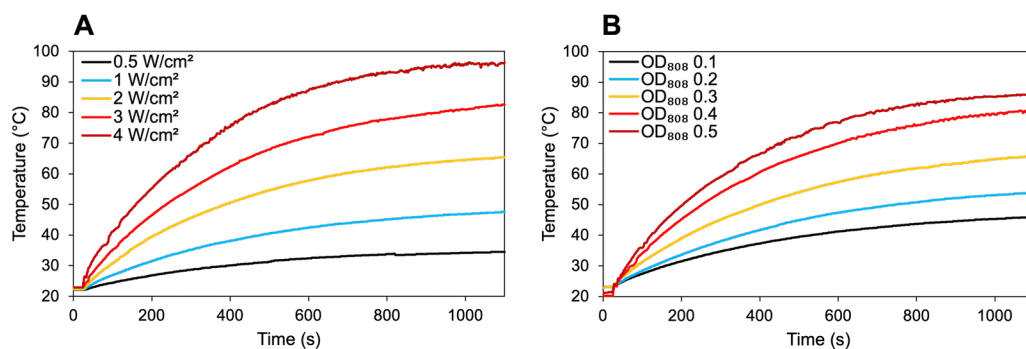 A
Temperature (°C)
100
90
80
70
60
50
40
30
20
0.5 W/cm²
1 W/cm²
2 W/cm²
3 W/cm²
4 W/cm²
0 200 400 600 800 1000
Time (s)
B
Temperature (°C)
100
90
80
70
60
50
40
30
20
OD₈₀₈ 0.1
OD₈₀₈ 0.2
OD₈₀₈ 0.3
OD₈₀₈ 0.4
OD₈₀₈ 0.5
0 200 400 600 800 1000
Time (s)